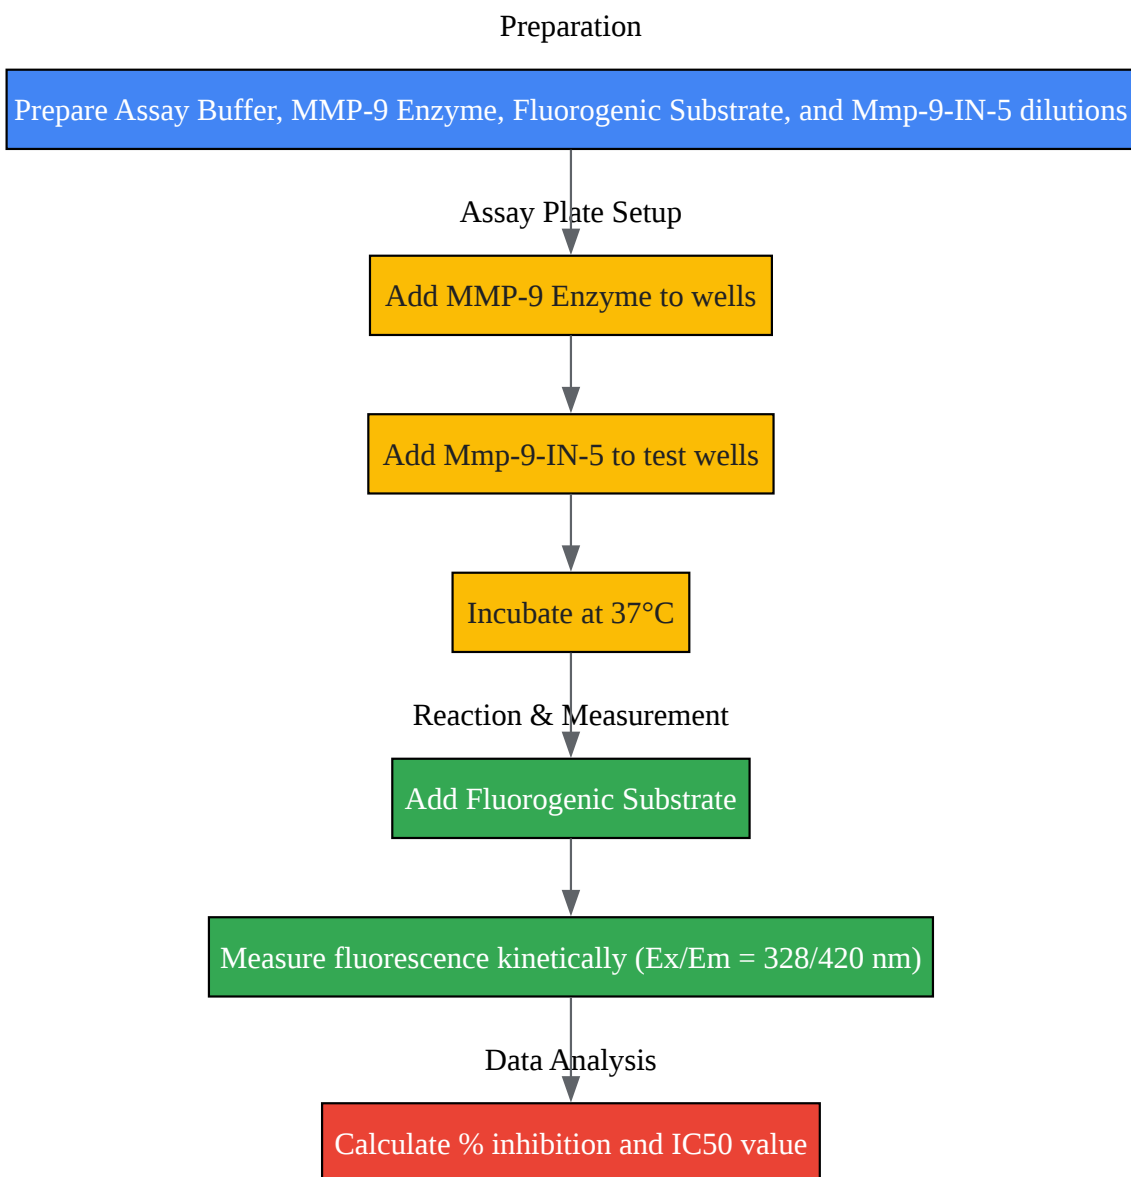 Preparation
Prepare Assay Buffer, MMP-9 Enzyme, Fluorogenic Substrate, and Mmp-9-IN-5 dilutions
Assay Plate Setup
Add MMP-9 Enzyme to wells
Add Mmp-9-IN-5 to test wells
Incubate at 37°C
Reaction & Measurement
Add Fluorogenic Substrate
Measure fluorescence kinetically (Ex/Em = 328/420 nm)
Data Analysis
Calculate % inhibition and IC50 value